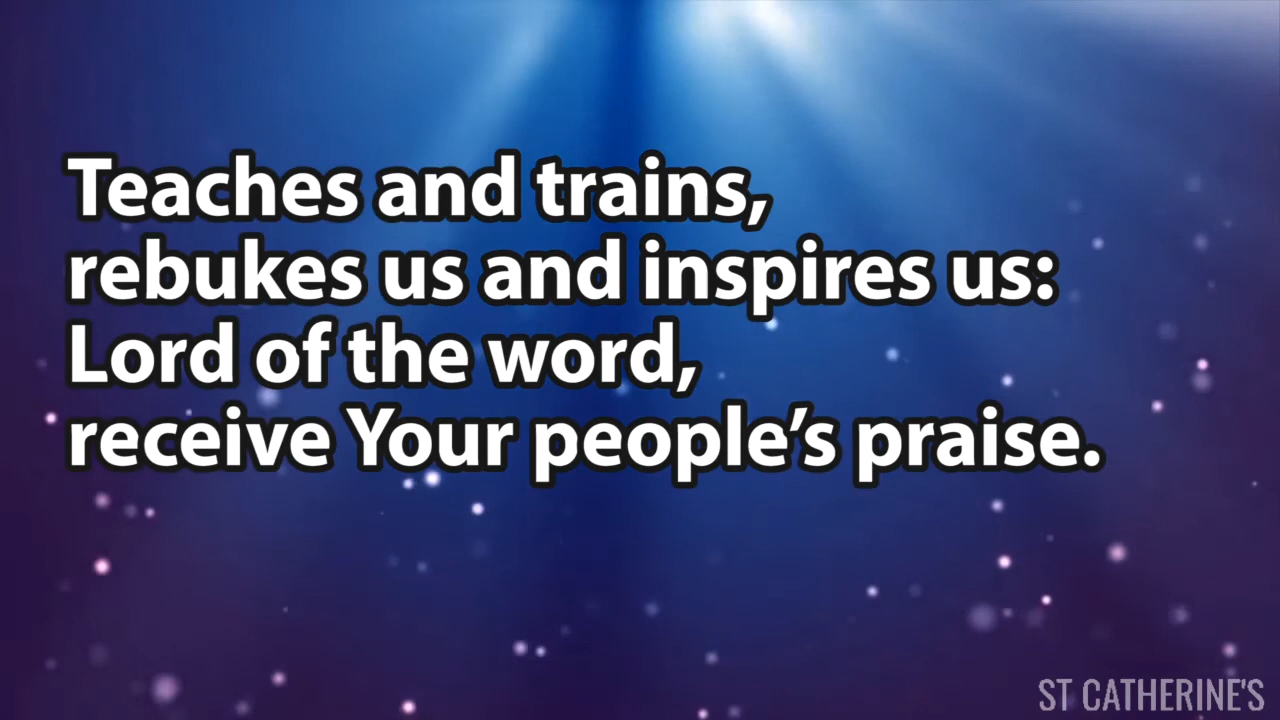 Teaches and trains,
rebukes us and inspires us:
Lord of the word,
receive Your people’s praise.
ST CATHERINE'S